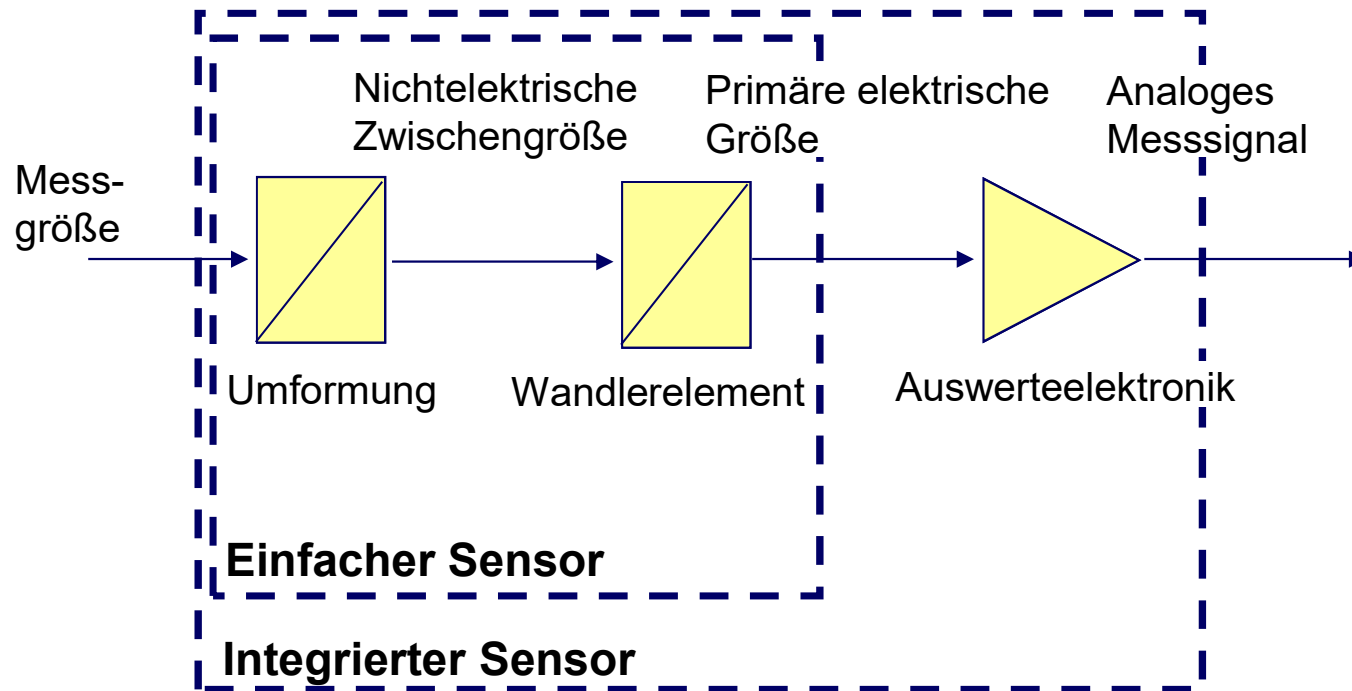 Nichtelektrische
Zwischengröße
Primäre elektrische
Größe
Analoges
Messsignal
Mess-
größe
Umformung
Wandlerelement
Auswerteelektronik
Einfacher Sensor
Integrierter Sensor